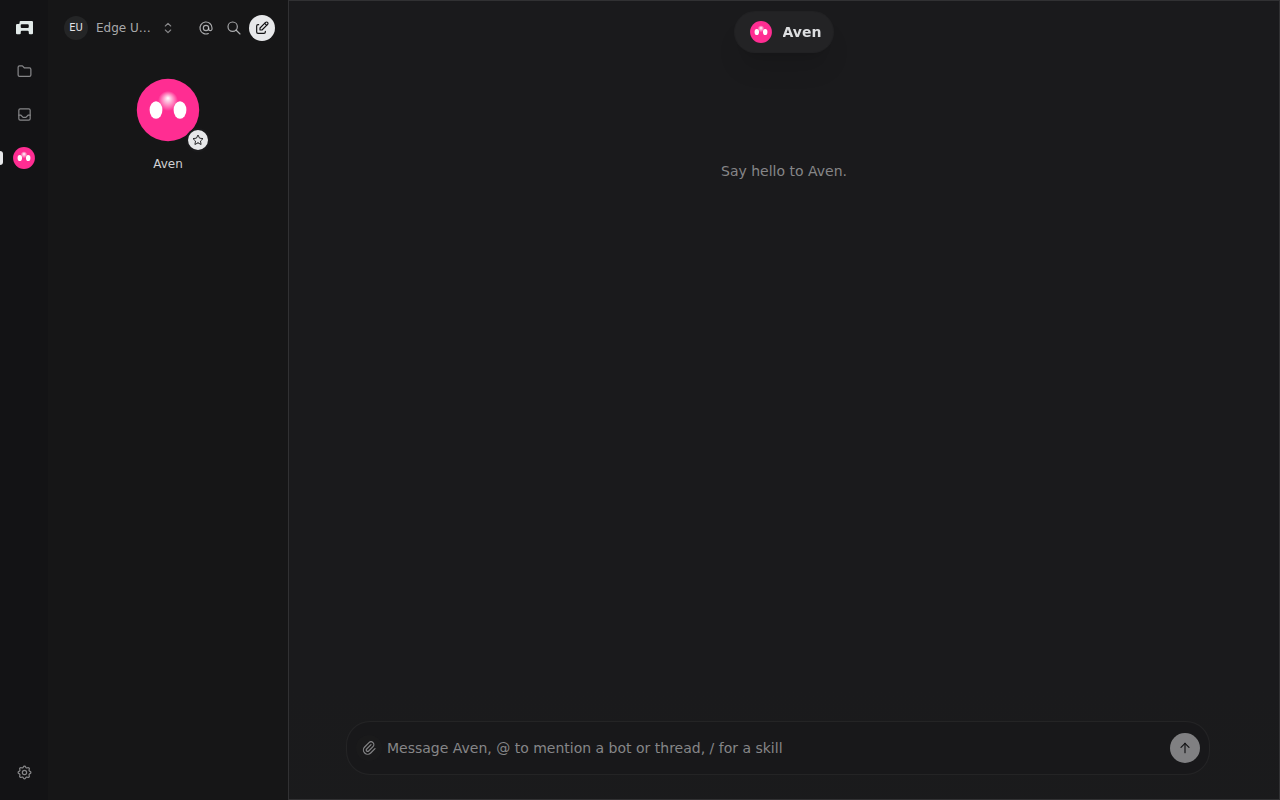 EU Edge U...
Aven
Aven
Say hello to Aven.
Message Aven, @ to mention a bot or thread, / for a skill